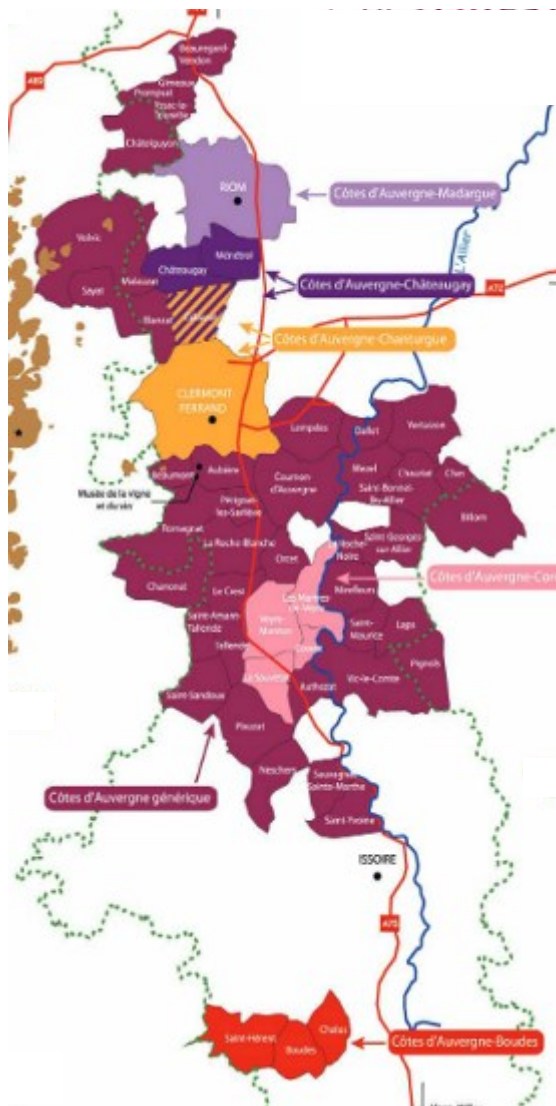 Beauregard-
Vendon
A89
Gimeaux
Prompsat
Châtelguyon
RIOM
Côtes d'Auvergne-Madargue
L'Allier
Volvic
Ménétrol
Châteaugay
Malauzat
Sayat
Côtes d'Auvergne-Châteaugay
A72
Blanzat
Côtes d'Auvergne-Chanturgue
CLERMONT
FERRAND
Lempdes
Dallet
Vertaizon
Beaumont
Aubière
Cournon
d'Auvergne
Mezel
Chauriat
Saint-Bonnet
lès-Allier
Billom
Musée de la vigne
et du vin
Pérignat-
les-Sarliève
Romagnat
La Roche-Blanche
Orcet
La Roche-
Noire
Saint-Georges
sur-Allier
Chanonat
Le Crest
Les Martres
de-Veyre
Mirefleurs
Côtes d'Auvergne-Cor
Saint-Amant-
Tallende
Veyre-
Monton
Saint-
Maurice
Laps
Tallende
Corent
Pignols
La Sauvetat
Authezat
Vic-le-Comte
Saint-Sandoux
Plauzat
Neschers
Sauvagnat
Sainte-Marthe
Côtes d'Auvergne générique
Saint-Yvoine
ISSOIRE
A75
Chalus
Saint-Hérent
Boudes
Côtes d'Auvergne-Boudes